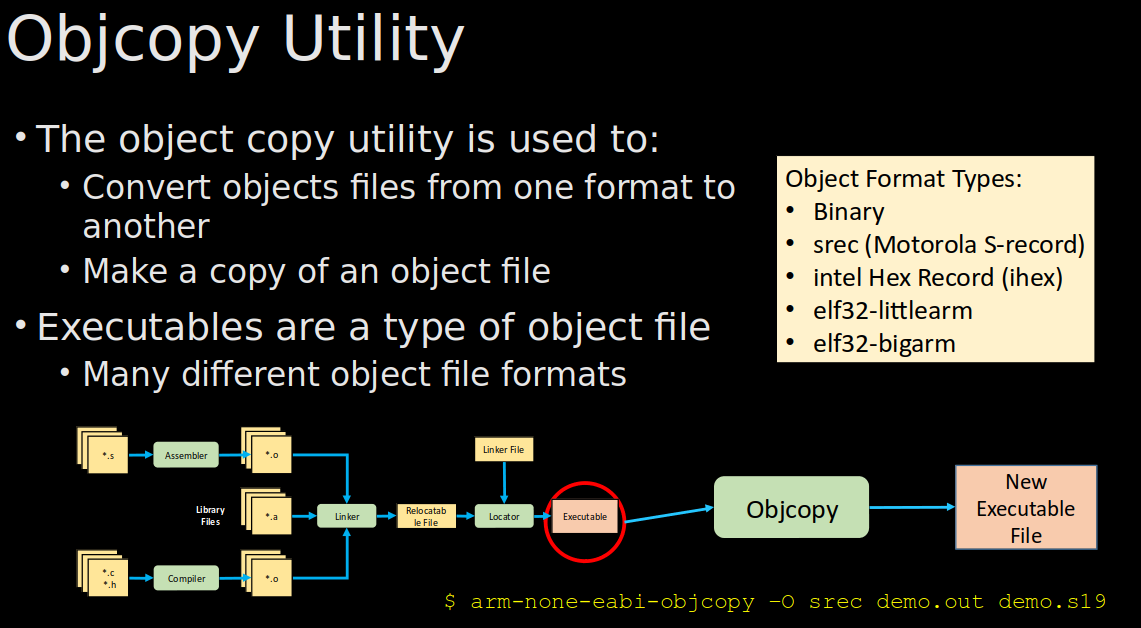 Objcopy Utility
• The object copy utility is used to:
• Convert objects files from one format to
another
• Make a copy of an object file
• Executables are a type of object file
• Many different object file formats
Object Format Types:
• Binary
• srec (Motorola S-record)
• intel Hex Record (ihex)
• elf32-littlearm
• elf32-bigarm
*.s
Assembler
*.o
Library
Files
*.a
Linker
Relocatab
le File
Linker File
Locator
Executable
*.c
*.h
Compiler
*.o
Objcopy
New
Executable
File
$ arm-none-eabi-objcopy –O srec demo.out demo.s19